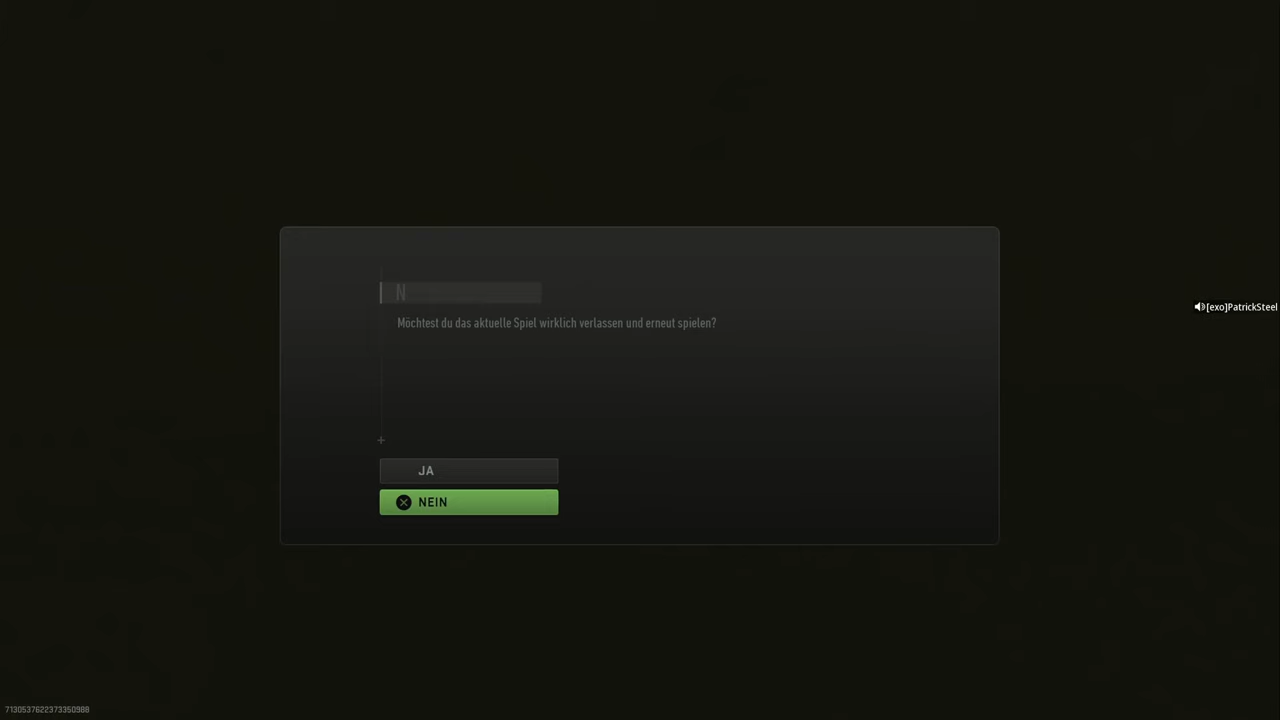 N
Möchtest du das aktuelle Spiel wirklich verlassen und erneut spielen?
[exo]PatrickSteel
JA
NEIN
7130537622373350988